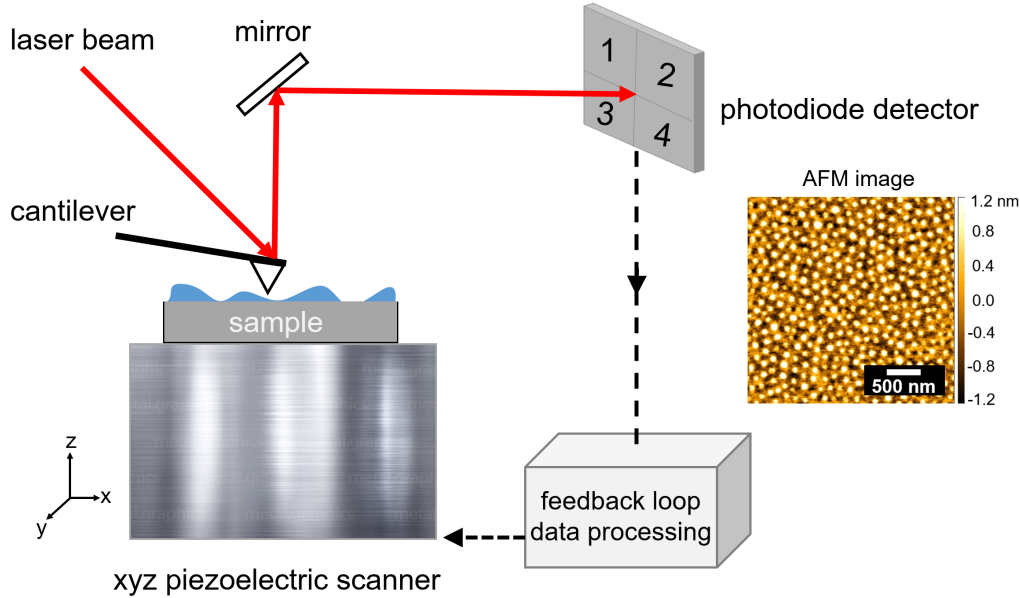 laser beam
mirror
1
2
3
4
photodiode detector
AFM image
1.2 nm
0.8
0.4
0.0
-0.4
-0.8
-1.2
500 nm
cantilever
sample
z
x
y
feedback loop
data processing
xyz piezoelectric scanner